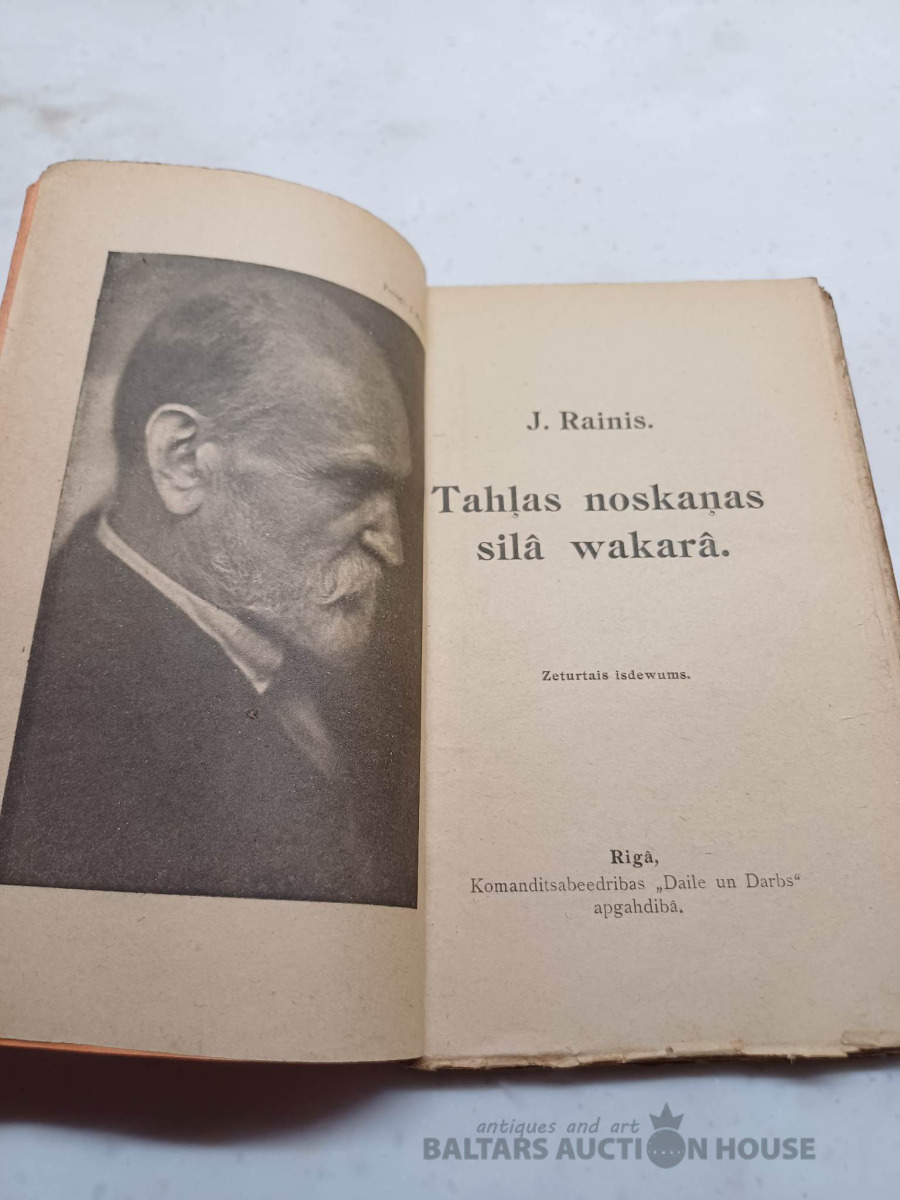 J. Rainis.
Tahļas noskaņas
silâ wakarâ.
Zeturtais isdewums.
Rigâ,
Komanditsabeedribas „Daile un Darbs“
apgahdibâ.
antiques and art
BALTARS AUCTION HOUSE